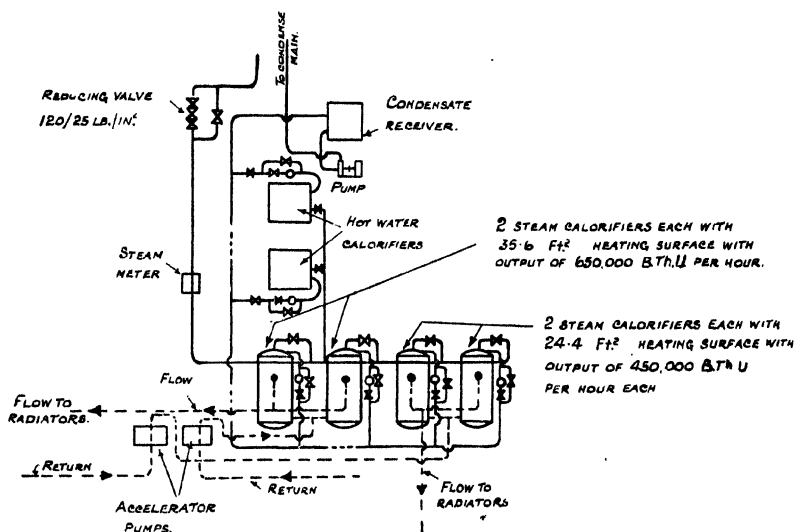 To CONDENSE
MAIN.
REDUCING VALVE
120/25 LB./IN.²
CONDENSATE
RECEIVER.
PUMP
HOT WATER
CALORIFIERS
STEAM
METER
2 STEAM CALORIFIERS EACH WITH
35·6 Ft.² HEATING SURFACE WITH
OUTPUT OF 650,000 B.Th.U PER HOUR.
2 STEAM CALORIFIERS EACH WITH
24·4 Ft.² HEATING SURFACE WITH
OUTPUT OF 450,000 B.Th U
PER HOUR EACH
FLOW
FLOW TO
RADIATORS.
RETURN
RETURN
ACCELERATOR
PUMPS.
FLOW TO
RADIATORS